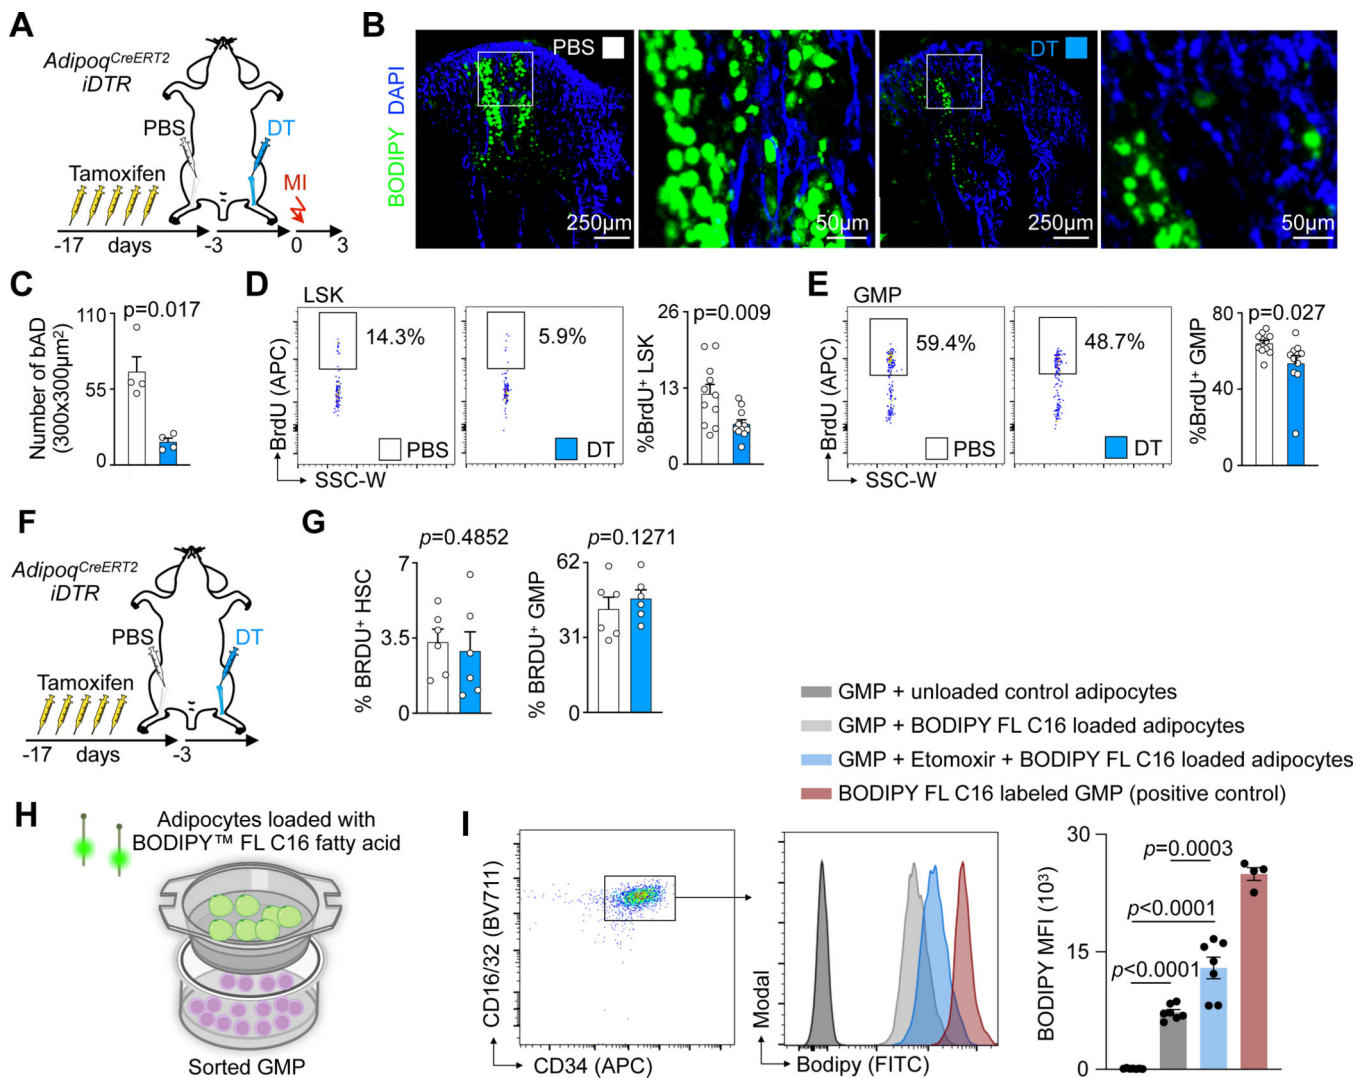 A
Adipoq^CreERT2
iDTR
PBS
DT
Tamoxifen
MI
-17
days
-3
0
3
B
BODIPY DAPI
PBS
250µm
50µm
DT
250µm
50µm
C
p=0.017
Number of bAD
(300x300µm²)
110
55
0
D
LSK
14.3%
5.9%
BrdU (APC)
SSC-W
PBS
DT
p=0.009
%BrdU⁺ LSK
26
13
0
E
GMP
59.4%
48.7%
BrdU (APC)
SSC-W
PBS
DT
p=0.027
%BrdU⁺ GMP
80
40
0
F
Adipoq^CreERT2
iDTR
PBS
DT
Tamoxifen
-17
days
-3
G
p=0.4852
% BRDU⁺ HSC
7
3.5
0
p=0.1271
% BRDU⁺ GMP
62
31
0
GMP + unloaded control adipocytes
GMP + BODIPY FL C16 loaded adipocytes
GMP + Etomoxir + BODIPY FL C16 loaded adipocytes
BODIPY FL C16 labeled GMP (positive control)
H
Adipocytes loaded with
BODIPY™ FL C16 fatty acid
Sorted GMP
I
CD16/32 (BV711)
CD34 (APC)
Modal
Bodipy (FITC)
BODIPY MFI (10³)
30
15
0
p=0.0003
p<0.0001
p<0.0001